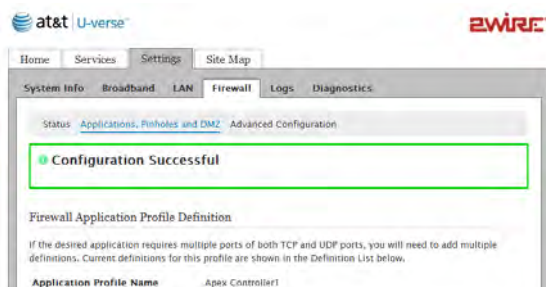 at&t U-verse 2WIRE
Home Services Settings Site Map
System Info Broadband LAN Firewall Logs Diagnostics
Status Applications, Pinholes and DMZ Advanced Configuration
Configuration Successful
Firewall Application Profile Definition
If the desired application requires multiple ports of both TCP and UDP ports, you will need to add multiple
definitions. Current definitions for this profile are shown in the Definition List below.
Application Profile Name Apex Controller1